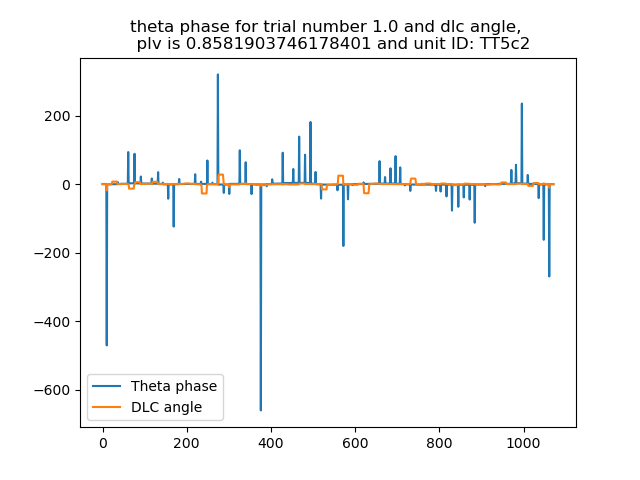 theta phase for trial number 1.0 and dlc angle,
plv is 0.8581903746178401 and unit ID: TT5c2
200
0
−200
−400
−600
Theta phase
DLC angle
0 200 400 600 800 1000